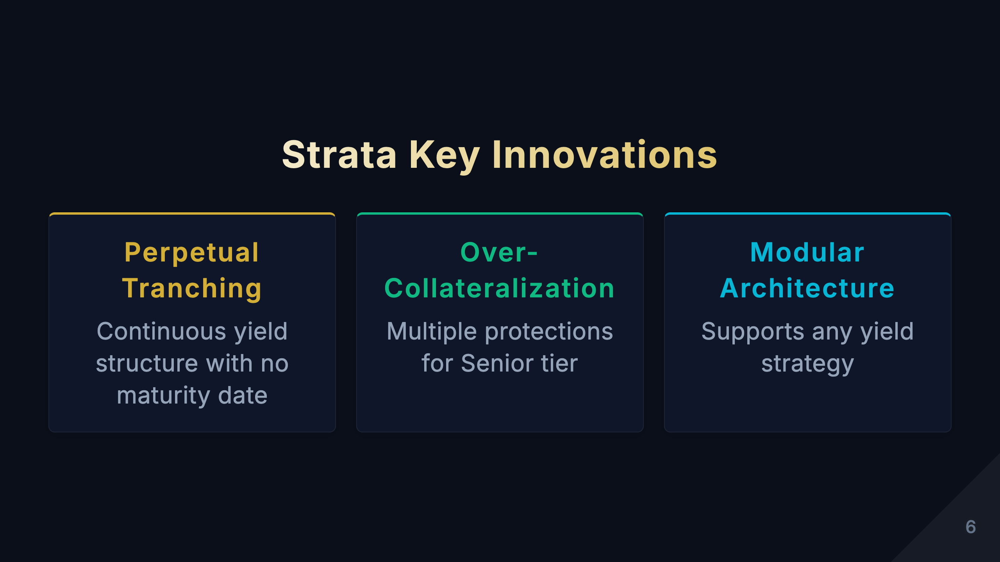 Strata Key Innovations
Perpetual
Tranching
Continuous yield
structure with no
maturity date
Over-
Collateralization
Multiple protections
for Senior tier
Modular
Architecture
Supports any yield
strategy
6